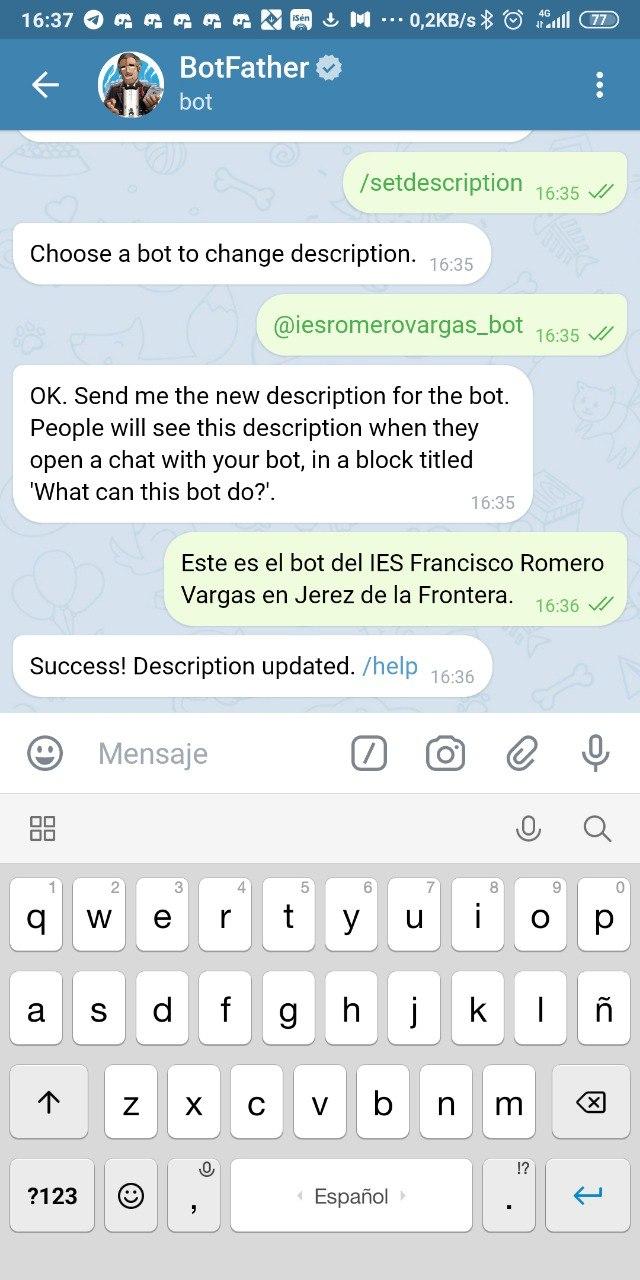 16:37
iSén
0,2KB/s
4G
77
BotFather
bot
/setdescription 16:35
Choose a bot to change description. 16:35
@iesromerovargas_bot 16:35
OK. Send me the new description for the bot.
People will see this description when they
open a chat with your bot, in a block titled
'What can this bot do?'. 16:35
Este es el bot del IES Francisco Romero
Vargas en Jerez de la Frontera. 16:36
Success! Description updated. /help 16:36
Mensaje
1 2 3 4 5 6 7 8 9 0
q w e r t y u i o p
a s d f g h j k l ñ
z x c v b n m
!?
?123 , Español .